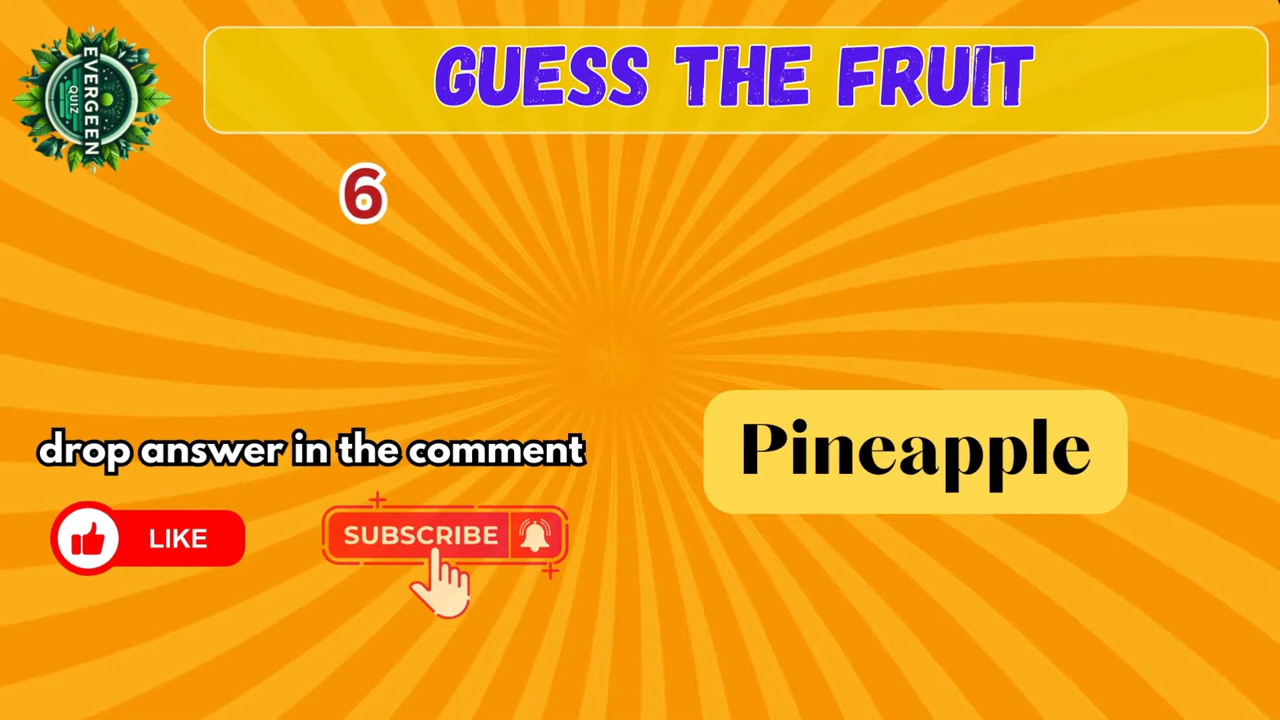 EVERGEEN
QUIZ
GUESS THE FRUIT
6
drop answer in the comment
Pineapple
LIKE
SUBSCRIBE